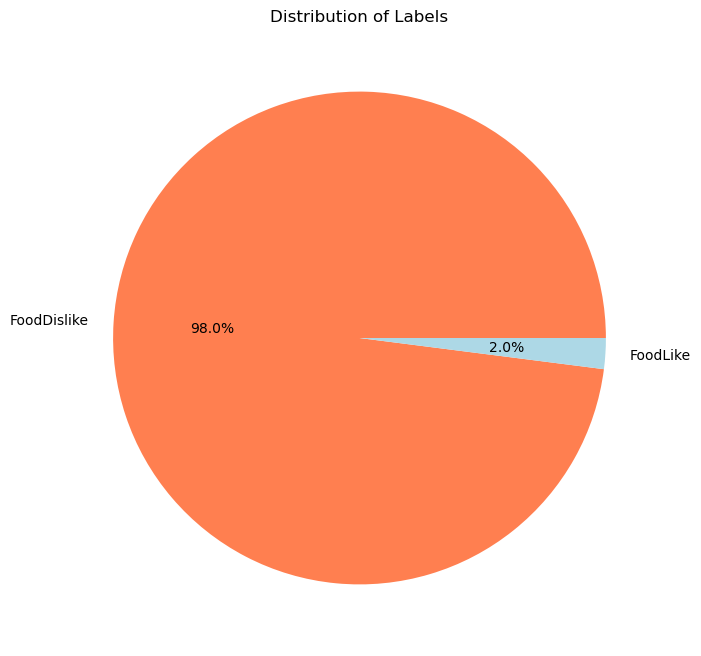 Distribution of Labels
FoodDislike
98.0%
2.0%
FoodLike